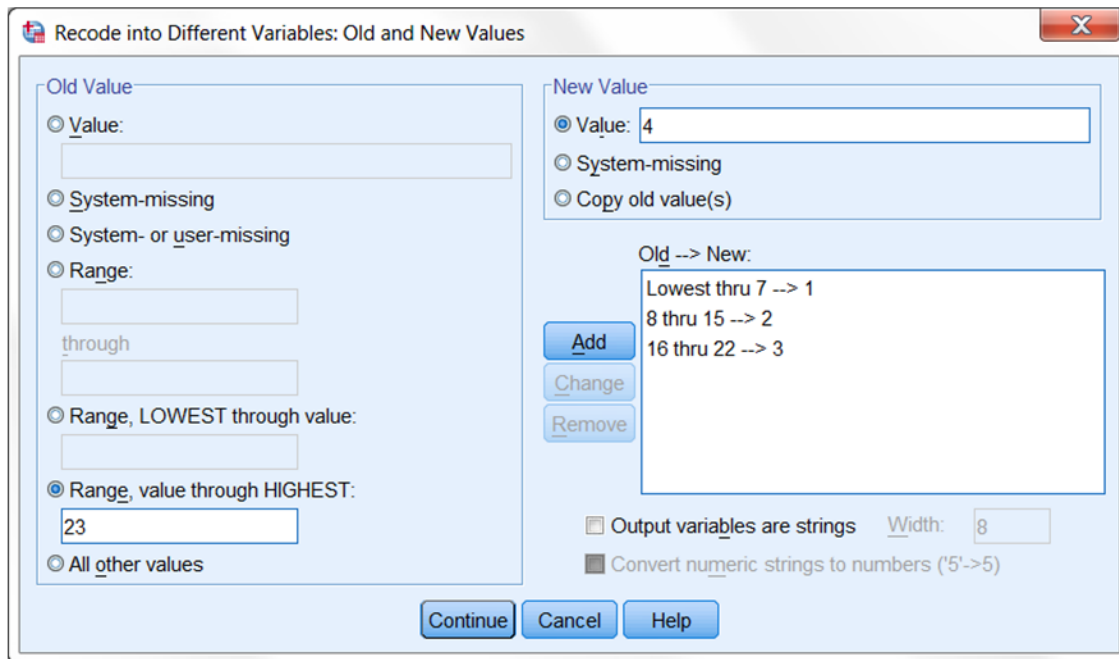 Recode into Different Variables: Old and New Values
Old Value
Value:
System-missing
System- or user-missing
Range:
through
Range, LOWEST through value:
Range, value through HIGHEST:
23
All other values
New Value
Value: 4
System-missing
Copy old value(s)
Old --> New:
Lowest thru 7 --> 1
8 thru 15 --> 2
16 thru 22 --> 3
Add
Change
Remove
Output variables are strings Width: 8
Convert numeric strings to numbers ('5'->5)
Continue Cancel Help